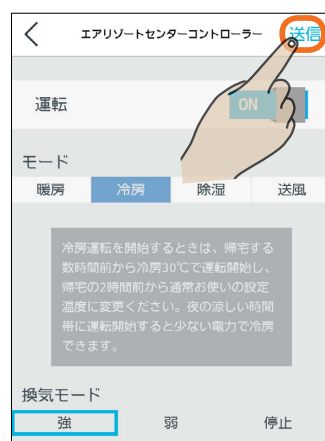 エアリゾートセンターコントローラー
送信
運転
ON
モード
暖房 冷房 除湿 送風
冷房運転を開始するときは、帰宅する
数時間前から冷房30℃で運転開始し、
帰宅の2時間前から通常お使いの設定
温度に変更ください。夜の涼しい時間
帯に運転開始すると少ない電力で冷房
できます。
換気モード
強 弱 停止